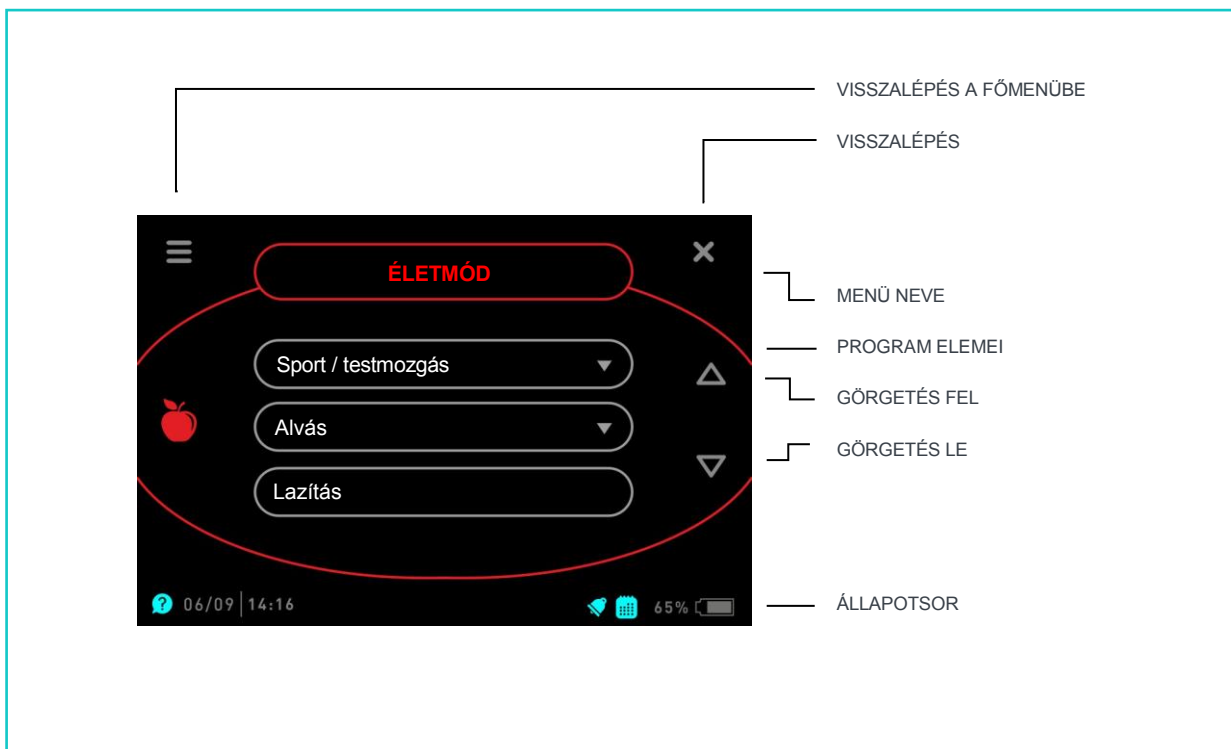 VISSZALÉPÉS A FŐMENÜBE
VISSZALÉPÉS
ÉLETMÓD
MENÜ NEVE
Sport / testmozgás
PROGRAM ELEMEI
GÖRGETÉS FEL
Alvás
GÖRGETÉS LE
Lazítás
06/09 14:16
65%
ÁLLAPOTSOR